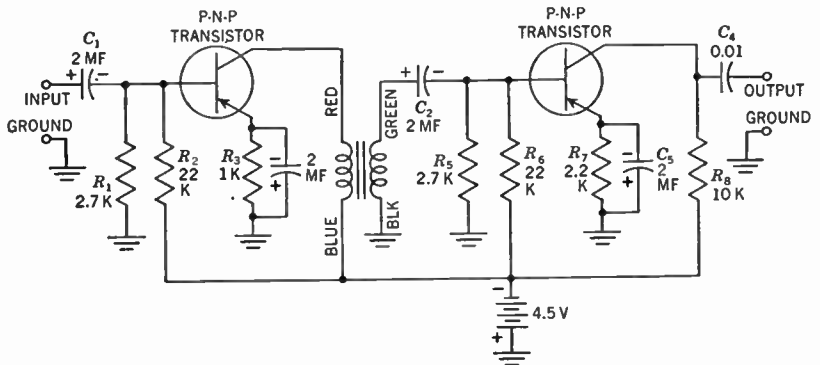 P-N-P
TRANSISTOR
C1
2 MF
+
-
INPUT
GROUND
R1
2.7 K
R2
22
K
R3
1K
-
+
2
MF
RED
BLUE
GREEN
BLK
+
-
C2
2 MF
P-N-P
TRANSISTOR
R5
2.7 K
R6
22
K
R7
2.2
K
-
+
C5
2
MF
R8
10 K
C4
0.01
OUTPUT
GROUND
-
4.5 V
+